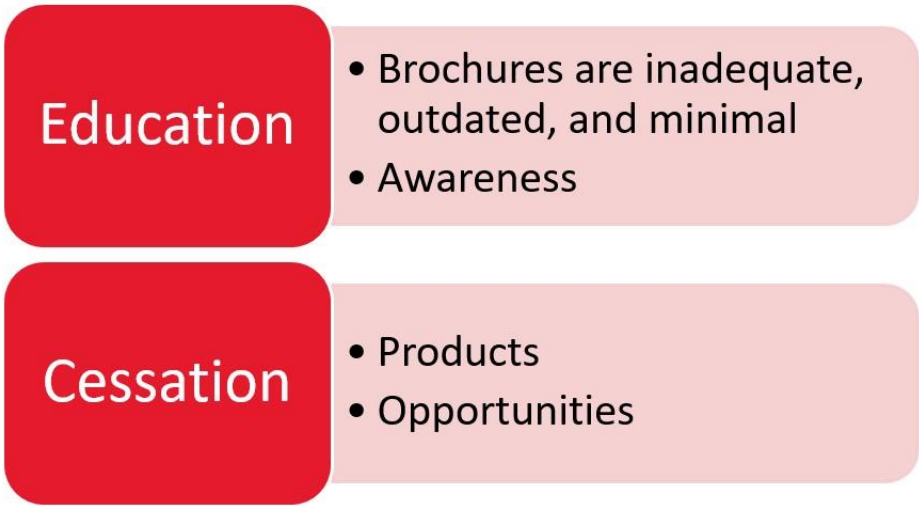 Education
• Brochures are inadequate,
outdated, and minimal
• Awareness
Cessation
• Products
• Opportunities